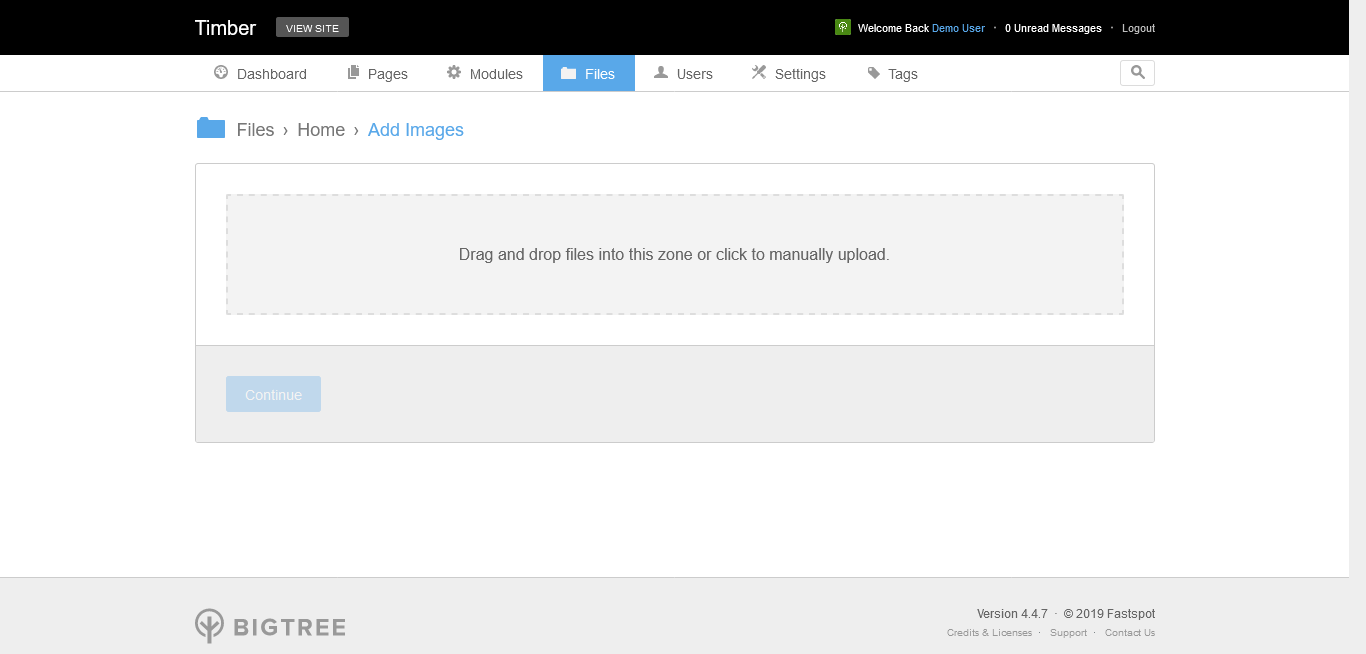 Timber VIEW SITE Welcome Back Demo User · 0 Unread Messages · Logout
Dashboard Pages Modules Files Users Settings Tags
Files › Home › Add Images
Drag and drop files into this zone or click to manually upload.
Continue
BIGTREE Version 4.4.7 · © 2019 Fastspot
Credits & Licenses · Support · Contact Us